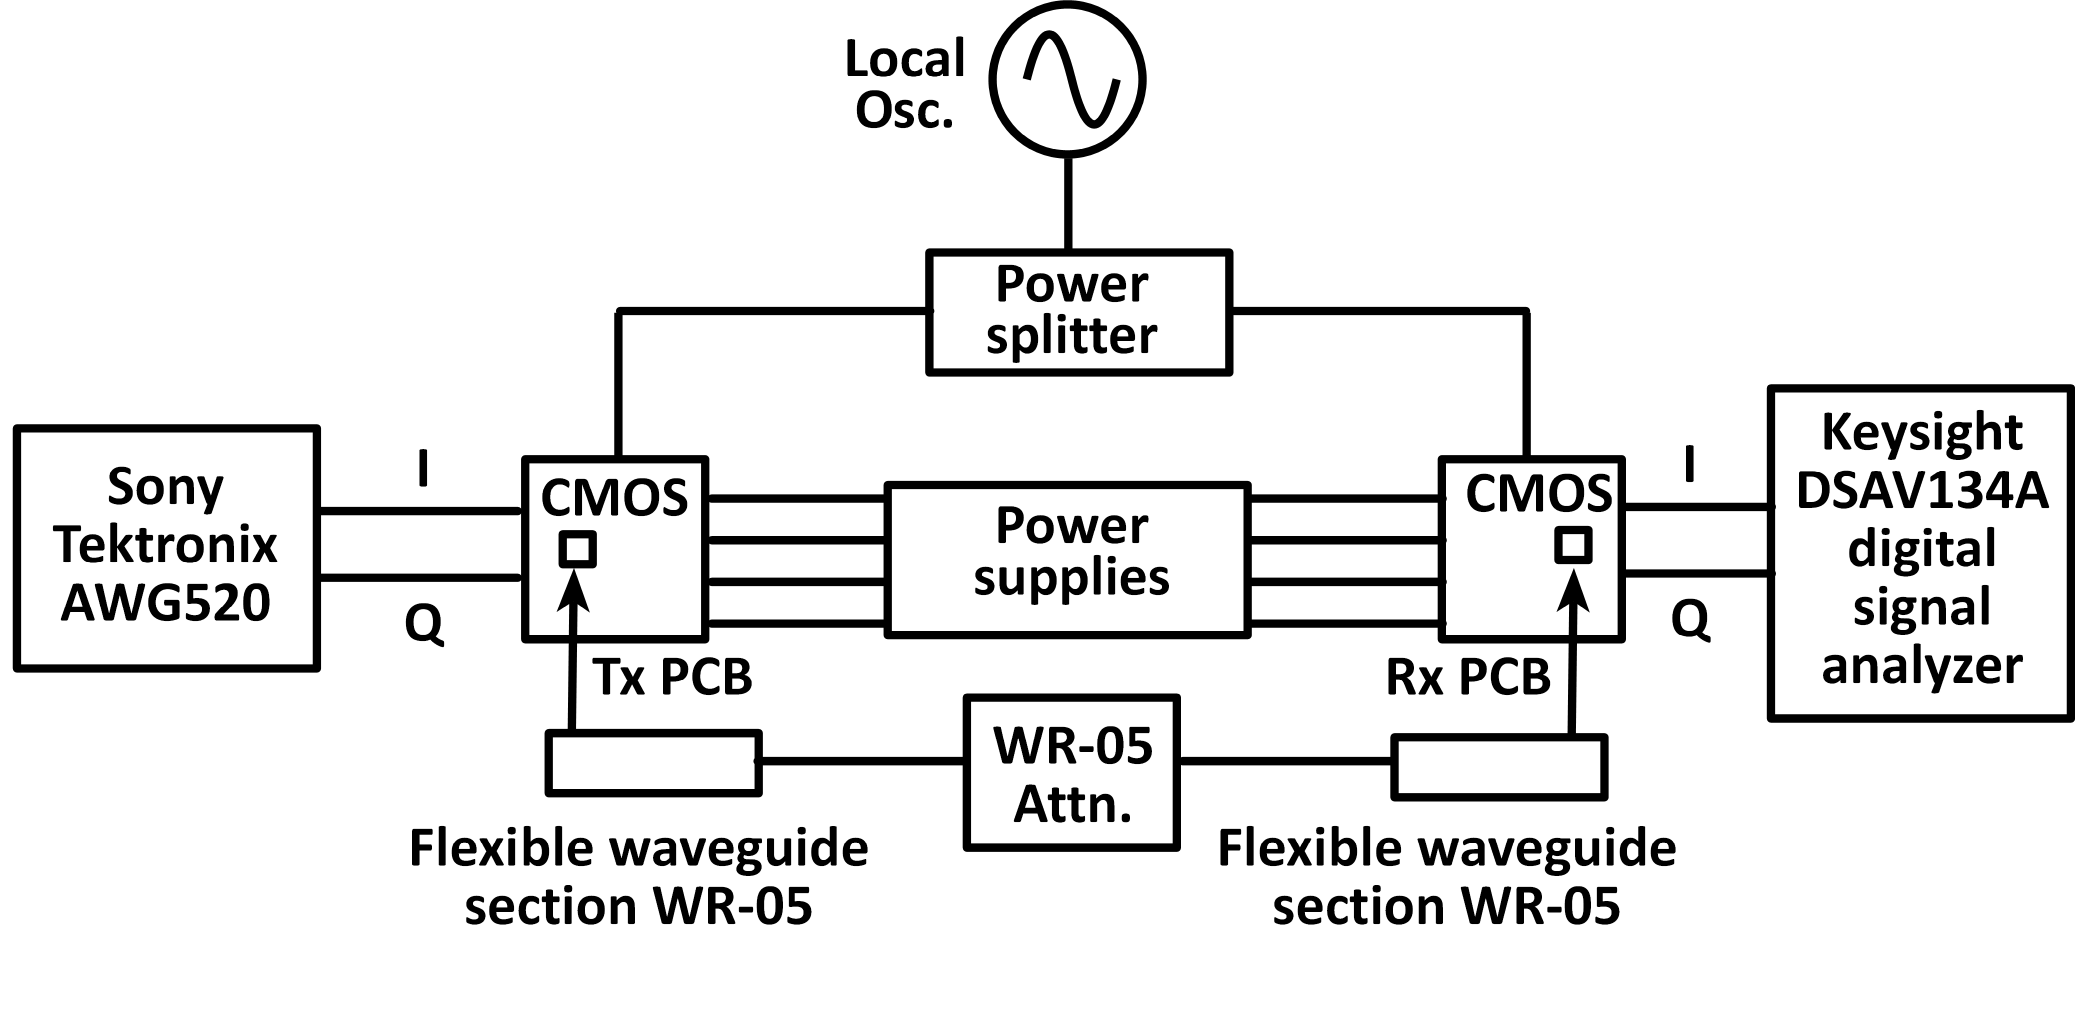 Local
Osc.
Power
splitter
Sony
Tektronix
AWG520
I
Q
CMOS
Tx PCB
Power
supplies
CMOS
Rx PCB
I
Q
Keysight
DSAV134A
digital
signal
analyzer
WR-05
Attn.
Flexible waveguide
section WR-05
Flexible waveguide
section WR-05